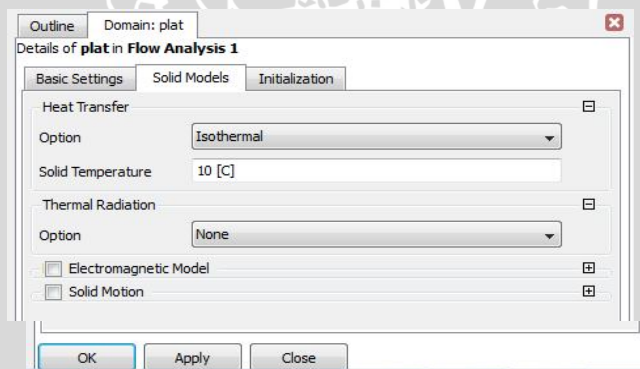 Outline Domain: plat
Details of plat in Flow Analysis 1
Basic Settings Solid Models Initialization
Heat Transfer
Option Isothermal
Solid Temperature 10 [C]
Thermal Radiation
Option None
Electromagnetic Model
Solid Motion
OK Apply Close